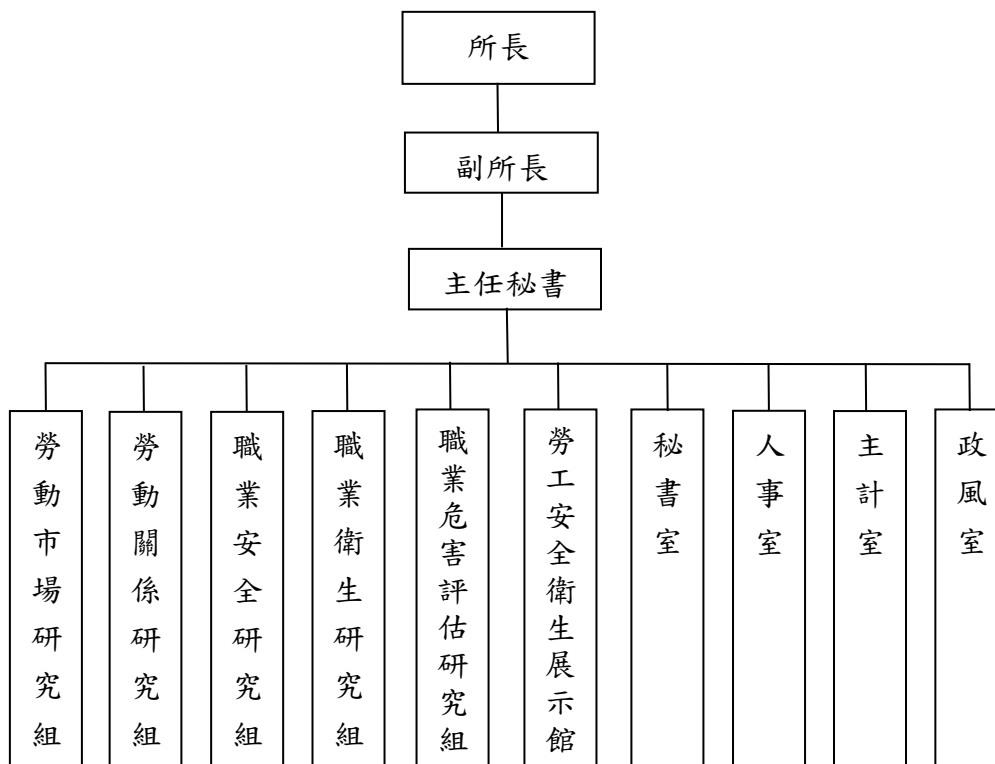 所長
副所長
主任秘書
勞動市場研究組
勞動關係研究組
職業安全研究組
職業衛生研究組
職業危害評估研究組
勞工安全衛生展示館
秘書室
人事室
主計室
政風室